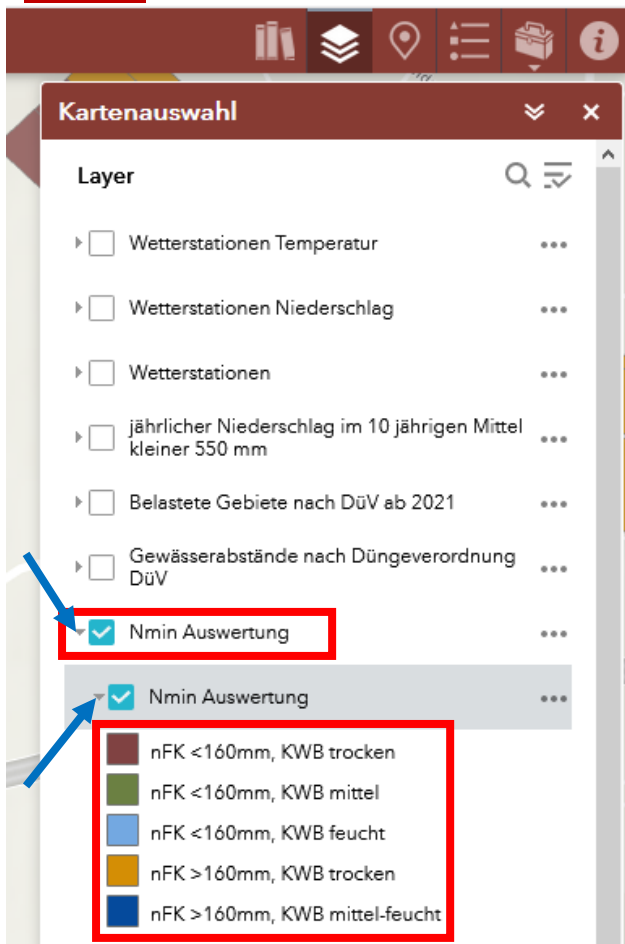 Kartenauswahl
Layer
Wetterstationen Temperatur
Wetterstationen Niederschlag
Wetterstationen
jährlicher Niederschlag im 10 jährigen Mittel
kleiner 550 mm
Belastete Gebiete nach DüV ab 2021
Gewässerabstände nach Düngeverordnung
DüV
Nmin Auswertung
Nmin Auswertung
nFK <160mm, KWB trocken
nFK <160mm, KWB mittel
nFK <160mm, KWB feucht
nFK >160mm, KWB trocken
nFK >160mm, KWB mittel-feucht